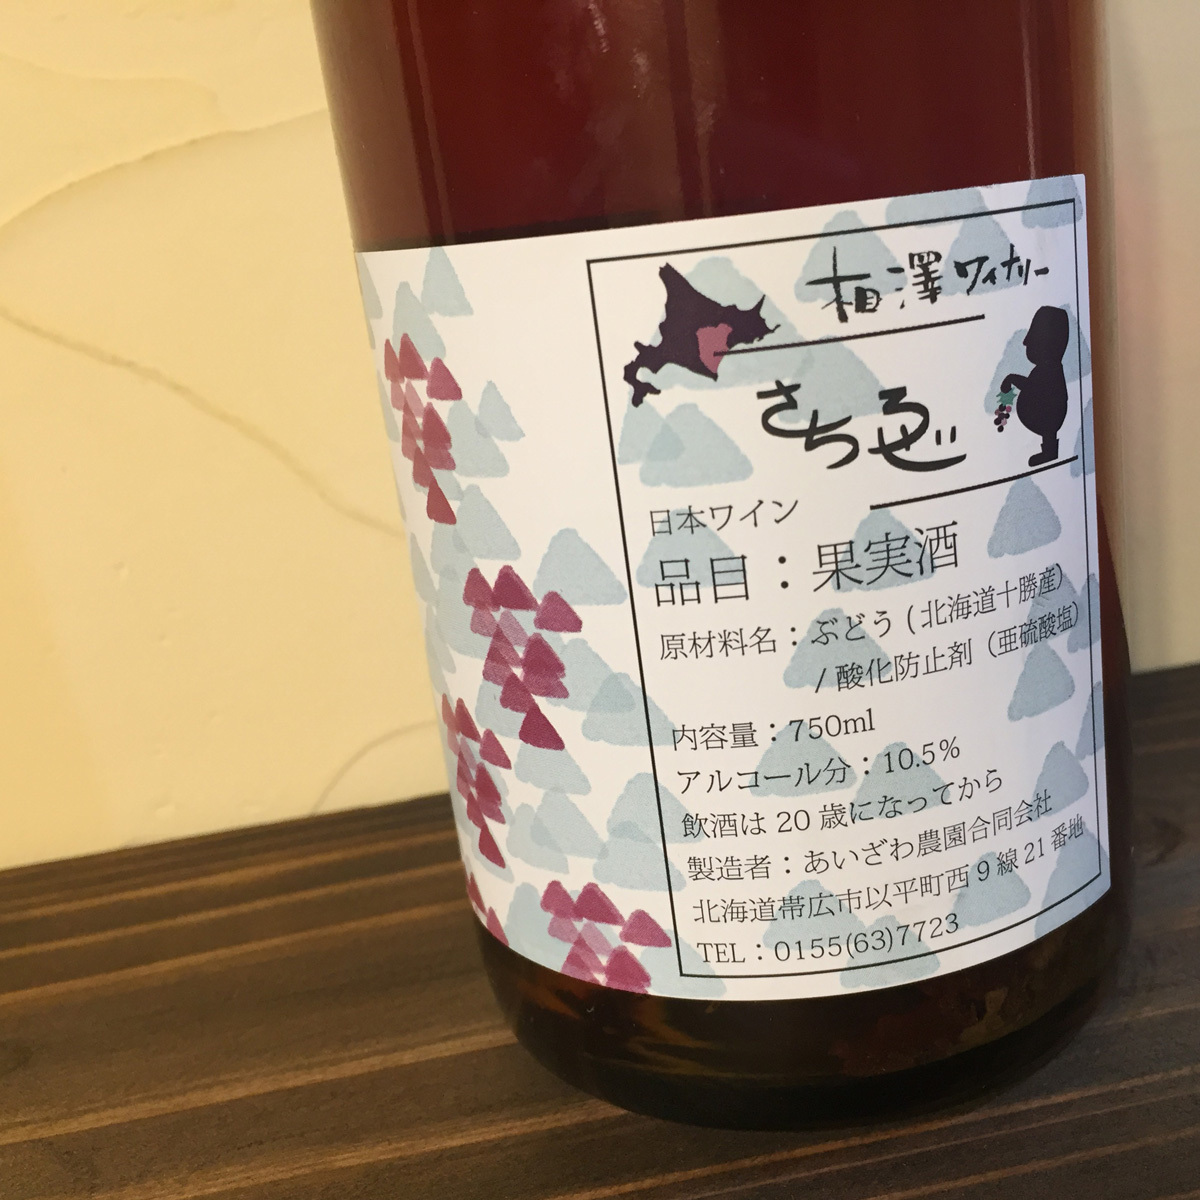 相澤ワイナリー
さちろぜ
日本ワイン
品目：果実酒
原材料名：ぶどう(北海道十勝産)
/酸化防止剤（亜硫酸塩）
内容量：750ml
アルコール分：10.5%
飲酒は20歳になってから
製造者：あいざわ農園合同会社
北海道帯広市以平町西9線21番地
TEL：0155(63)7723